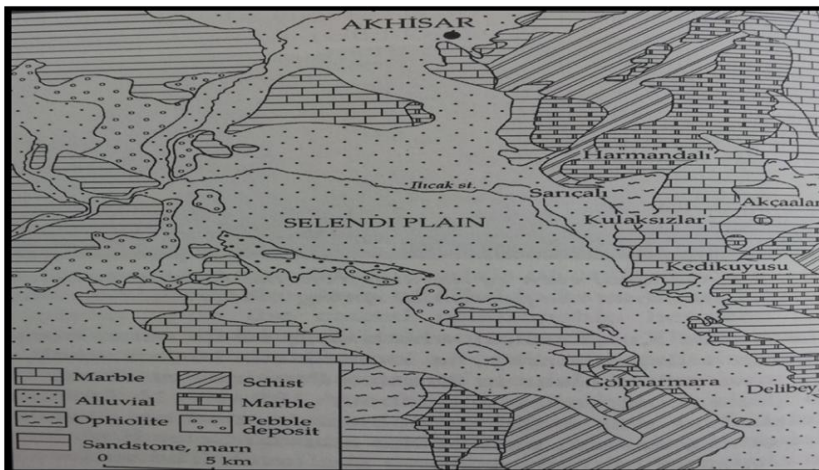 AKHİSAR
Harmandalı
Ilıcak st.
Sarıçalı
SELENDI PLAIN
Kulaksızlar
Akçaalan
Kedikuyusu
Gölmarmara
Delibey
Marble
Schist
Alluvial
Marble
Ophiolite
Pebble
deposit
Sandstone, marn
0 5 km